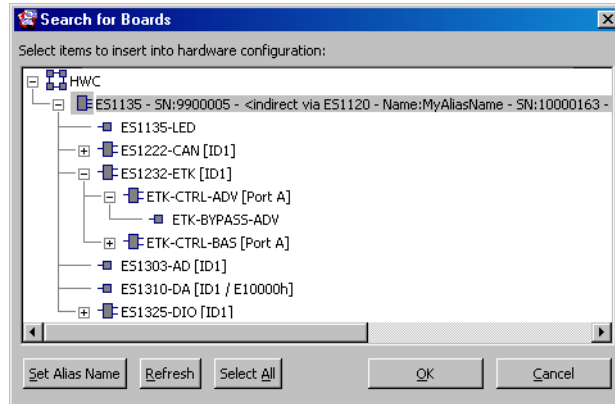 Search for Boards
Select items to insert into hardware configuration:
HWC
ES1135 - SN:9900005 - <indirect via ES1120 - Name:MyAliasName - SN:10000163 -
ES1135-LED
ES1222-CAN [ID1]
ES1232-ETK [ID1]
ETK-CTRL-ADV [Port A]
ETK-BYPASS-ADV
ETK-CTRL-BAS [Port A]
ES1303-AD [ID1]
ES1310-DA [ID1 / E10000h]
ES1325-DIO [ID1]
Set Alias Name Refresh Select All OK Cancel